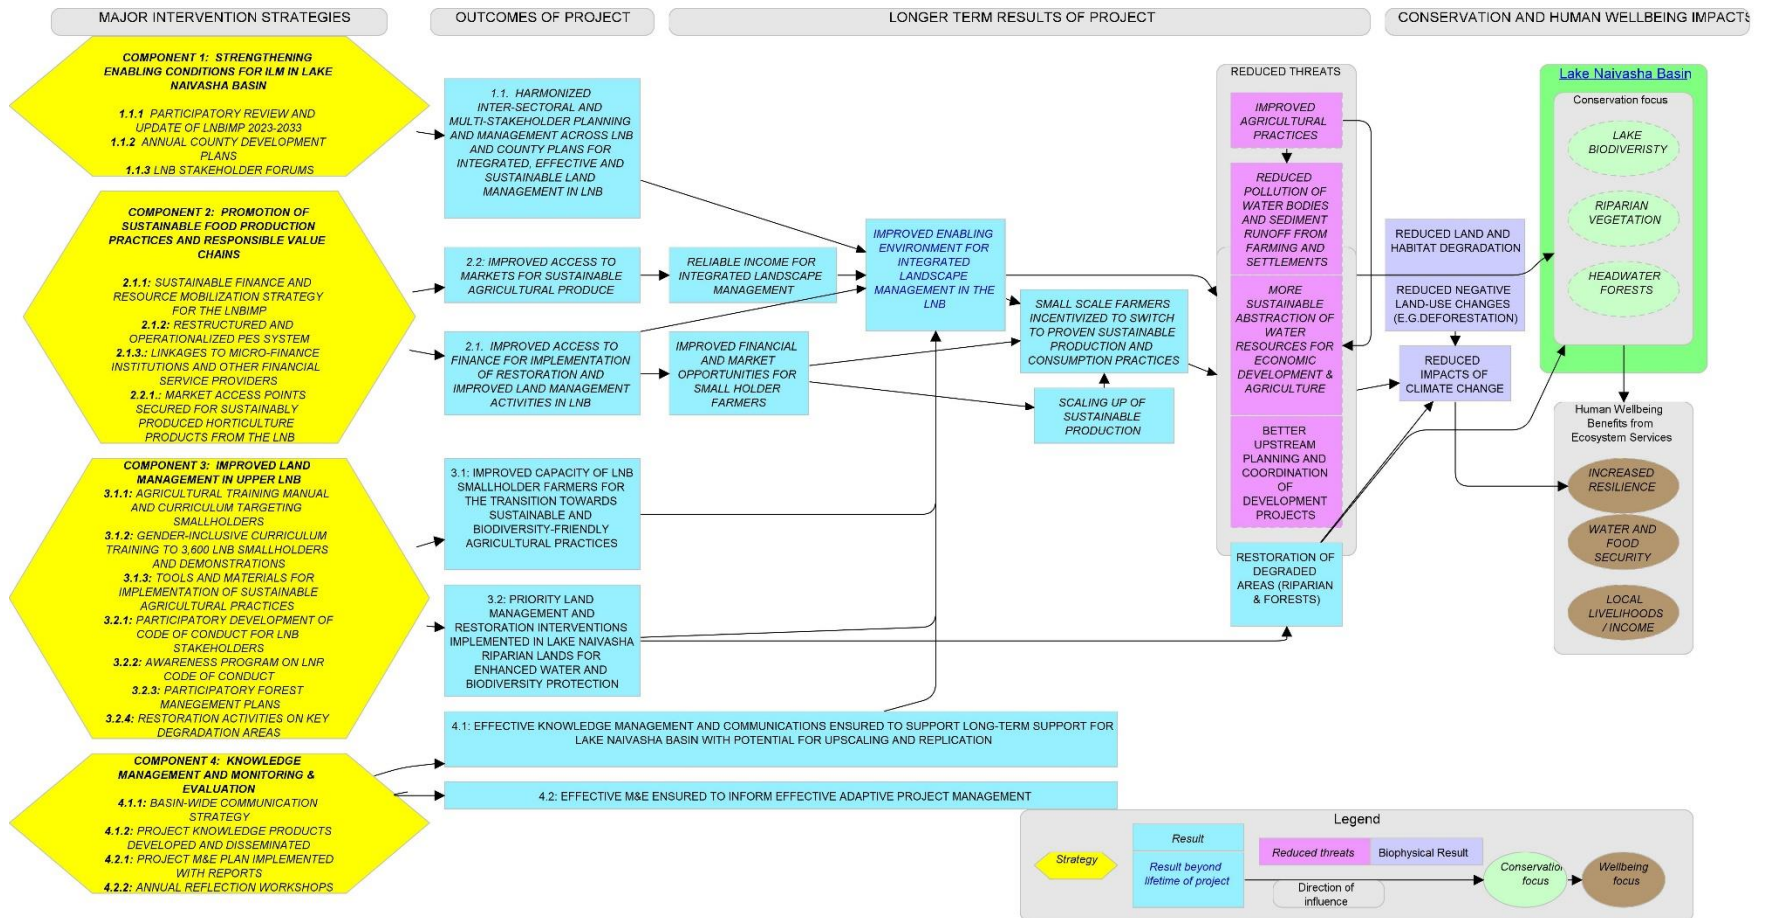 MAJOR INTERVENTION STRATEGIES
OUTCOMES OF PROJECT
LONGER TERM RESULTS OF PROJECT
CONSERVATION AND HUMAN WELLBEING IMPACTS
COMPONENT 1: STRENGTHENING
ENABLING CONDITIONS FOR ILM IN LAKE
NAIVASHA BASIN
1.1.1 PARTICIPATORY REVIEW AND
UPDATE OF LNBIMP 2023-2033
1.1.2 ANNUAL COUNTY DEVELOPMENT
PLANS
1.1.3 LNB STAKEHOLDER FORUMS
COMPONENT 2: PROMOTION OF
SUSTAINABLE FOOD PRODUCTION
PRACTICES AND RESPONSIBLE VALUE
CHAINS
2.1.1: SUSTAINABLE FINANCE AND
RESOURCE MOBILIZATION STRATEGY
FOR THE LNBIMP
2.1.2: RESTRUCTURED AND
OPERATIONALIZED PES SYSTEM
2.1.3.: LINKAGES TO MICRO-FINANCE
INSTITUTIONS AND OTHER FINANCIAL
SERVICE PROVIDERS
2.2.1.: MARKET ACCESS POINTS
SECURED FOR SUSTAINABLY
PRODUCED HORTICULTURE
PRODUCTS FROM THE LNB
COMPONENT 3: IMPROVED LAND
MANAGEMENT IN UPPER LNB
3.1.1: AGRICULTURAL TRAINING MANUAL
AND CURRICULUM TARGETING
SMALLHOLDERS
3.1.2: GENDER-INCLUSIVE CURRICULUM
TRAINING TO 3,600 LNB SMALLHOLDERS
AND DEMONSTRATIONS
3.1.3: TOOLS AND MATERIALS FOR
IMPLEMENTATION OF SUSTAINABLE
AGRICULTURAL PRACTICES
3.2.1: PARTICIPATORY DEVELOPMENT OF
CODE OF CONDUCT FOR LNB
STAKEHOLDERS
3.2.2: AWARENESS PROGRAM ON LNR
CODE OF CONDUCT
3.2.3: PARTICIPATORY FOREST
MANEGEMENT PLANS
3.2.4: RESTORATION ACTIVITIES ON KEY
DEGRADATION AREAS
COMPONENT 4: KNOWLEDGE
MANAGEMENT AND MONITORING &
EVALUATION
4.1.1: BASIN-WIDE COMMUNICATION
STRATEGY
4.1.2: PROJECT KNOWLEDGE PRODUCTS
DEVELOPED AND DISSEMINATED
4.2.1: PROJECT M&E PLAN IMPLEMENTED
WITH REPORTS
4.2.2: ANNUAL REFLECTION WORKSHOPS
1.1. HARMONIZED
INTER-SECTORAL AND
MULTI-STAKEHOLDER PLANNING
AND MANAGEMENT ACROSS LNB
AND COUNTY PLANS FOR
INTEGRATED, EFFECTIVE AND
SUSTAINABLE LAND
MANAGEMENT IN LNB
2.2: IMPROVED ACCESS TO
MARKETS FOR SUSTAINABLE
AGRICULTURAL PRODUCE
2.1. IMPROVED ACCESS TO
FINANCE FOR IMPLEMENTATION
OF RESTORATION AND
IMPROVED LAND MANAGEMENT
ACTIVITIES IN LNB
3.1: IMPROVED CAPACITY OF LNB
SMALLHOLDER FARMERS FOR
THE TRANSITION TOWARDS
SUSTAINABLE AND
BIODIVERSITY-FRIENDLY
AGRICULTURAL PRACTICES
3.2: PRIORITY LAND
MANAGEMENT AND
RESTORATION INTERVENTIONS
IMPLEMENTED IN LAKE NAIVASHA
RIPARIAN LANDS FOR
ENHANCED WATER AND
BIODIVERSITY PROTECTION
4.1: EFFECTIVE KNOWLEDGE MANAGEMENT AND COMMUNICATIONS ENSURED TO SUPPORT LONG-TERM SUPPORT FOR
LAKE NAIVASHA BASIN WITH POTENTIAL FOR UPSCALING AND REPLICATION
4.2: EFFECTIVE M&E ENSURED TO INFORM EFFECTIVE ADAPTIVE PROJECT MANAGEMENT
RELIABLE INCOME FOR
INTEGRATED LANDSCAPE
MANAGEMENT
IMPROVED FINANCIAL
AND MARKET
OPPORTUNITIES FOR
SMALL HOLDER
FARMERS
IMPROVED ENABLING
ENVIRONMENT FOR
INTEGRATED
LANDSCAPE
MANAGEMENT IN THE
LNB
SMALL SCALE FARMERS
INCENTIVIZED TO SWITCH
TO PROVEN SUSTAINABLE
PRODUCTION AND
CONSUMPTION PRACTICES
SCALING UP OF
SUSTAINABLE
PRODUCTION
REDUCED THREATS
IMPROVED
AGRICULTURAL
PRACTICES
REDUCED
POLLUTION OF
WATER BODIES
AND SEDIMENT
RUNOFF FROM
FARMING AND
SETTLEMENTS
MORE
SUSTAINABLE
ABSTRACTION OF
WATER
RESOURCES FOR
ECONOMIC
DEVELOPMENT &
AGRICULTURE
BETTER
UPSTREAM
PLANNING AND
COORDINATION
OF
DEVELOPMENT
PROJECTS
RESTORATION OF
DEGRADED
AREAS (RIPARIAN
& FORESTS)
REDUCED LAND AND
HABITAT DEGRADATION
REDUCED NEGATIVE
LAND-USE CHANGES
(E.G.DEFORESTATION)
REDUCED
IMPACTS OF
CLIMATE CHANGE
Lake Naivasha Basin
Conservation focus
LAKE
BIODIVERISTY
RIPARIAN
VEGETATION
HEADWATER
FORESTS
Human Wellbeing
Benefits from
Ecosystem Services
INCREASED
RESILIENCE
WATER AND
FOOD
SECURITY
LOCAL
LIVELIHOODS
/ INCOME
Legend
Strategy
Result
Result beyond
lifetime of project
Reduced threats
Biophysical Result
Direction of
influence
Conservation
focus
Wellbeing
focus